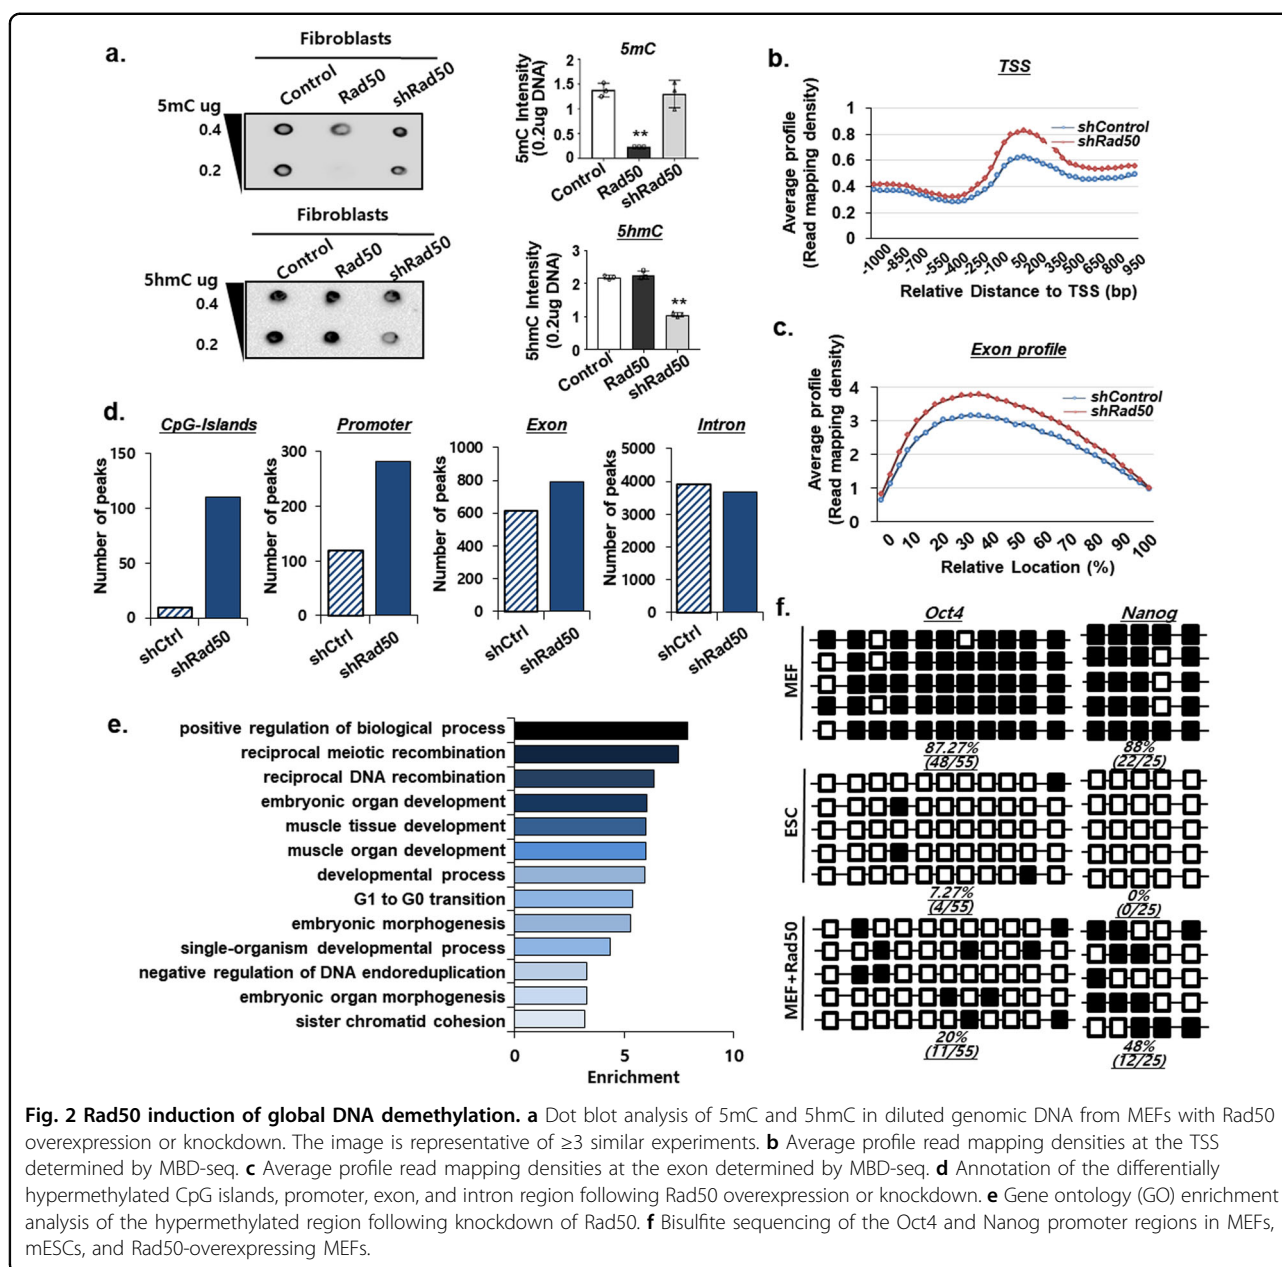 a.
Fibroblasts
Control
Rad50
shRad50
5mC ug
0.4
0.2
5mC
5mC Intensity
(0.2ug DNA)
2
1.5
1
0.5
0
**
Control
Rad50
shRad50
Fibroblasts
Control
Rad50
shRad50
5hmC ug
0.4
0.2
5hmC
5hmC Intensity
(0.2ug DNA)
3
2
1
0
**
Control
Rad50
shRad50
b.
TSS
Average profile
(Read mapping density)
1
0.8
0.6
0.4
0.2
0
shControl
shRad50
-1000
-850
-700
-550
-400
-250
-100
50
200
350
500
650
800
950
Relative Distance to TSS (bp)
c.
Exon profile
Average profile
(Read mapping density)
4
3
2
1
0
shControl
shRad50
0
10
20
30
40
50
60
70
80
90
100
Relative Location (%)
d.
CpG-Islands
Number of peaks
150
100
50
0
shCtrl
shRad50
Promoter
Number of peaks
300
200
100
0
shCtrl
shRad50
Exon
Number of peaks
1000
800
600
400
200
0
shCtrl
shRad50
Intron
Number of peaks
5000
4000
3000
2000
1000
0
shCtrl
shRad50
e.
positive regulation of biological process
reciprocal meiotic recombination
reciprocal DNA recombination
embryonic organ development
muscle tissue development
muscle organ development
developmental process
G1 to G0 transition
embryonic morphogenesis
single-organism developmental process
negative regulation of DNA endoreduplication
embryonic organ morphogenesis
sister chromatid cohesion
0
5
10
Enrichment
f.
Oct4
Nanog
MEF
87.27%
(48/55)
88%
(22/25)
ESC
7.27%
(4/55)
0%
(0/25)
MEF+Rad50
20%
(11/55)
48%
(12/25)
Fig. 2 Rad50 induction of global DNA demethylation. a Dot blot analysis of 5mC and 5hmC in diluted genomic DNA from MEFs with Rad50
overexpression or knockdown. The image is representative of ≥3 similar experiments. b Average profile read mapping densities at the TSS
determined by MBD-seq. c Average profile read mapping densities at the exon determined by MBD-seq. d Annotation of the differentially
hypermethylated CpG islands, promoter, exon, and intron region following Rad50 overexpression or knockdown. e Gene ontology (GO) enrichment
analysis of the hypermethylated region following knockdown of Rad50. f Bisulfite sequencing of the Oct4 and Nanog promoter regions in MEFs,
mESCs, and Rad50-overexpressing MEFs.